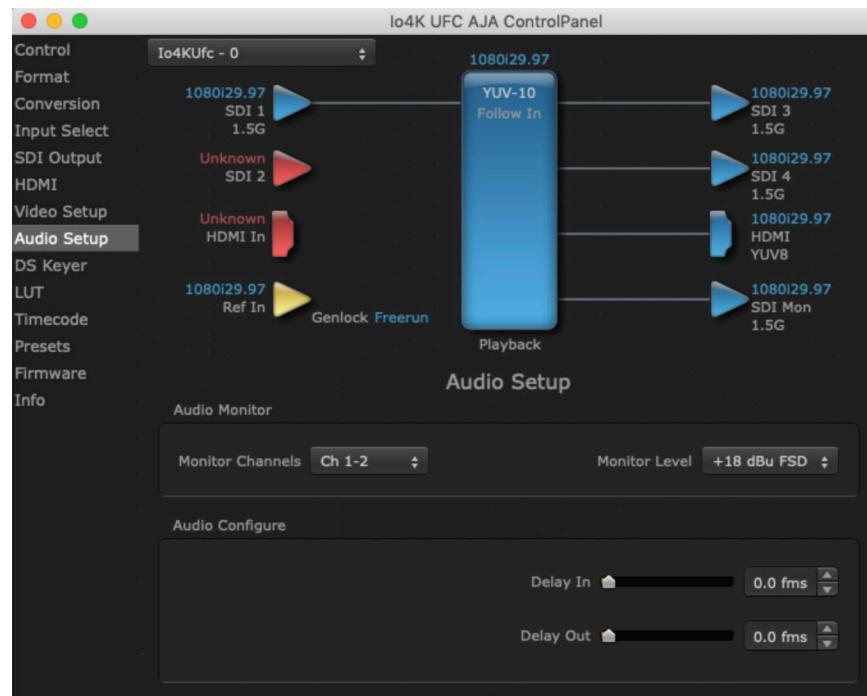 Io4K UFC AJA ControlPanel
Control
Format
Conversion
Input Select
SDI Output
HDMI
Video Setup
Audio Setup
DS Keyer
LUT
Timecode
Presets
Firmware
Info
Io4KUfc - 0
1080i29.97
YUV-10
Follow In
Playback
1080i29.97
SDI 1
1.5G
Unknown
SDI 2
Unknown
HDMI In
1080i29.97
Ref In
Genlock Freerun
1080i29.97
SDI 3
1.5G
1080i29.97
SDI 4
1.5G
1080i29.97
HDMI
YUV8
1080i29.97
SDI Mon
1.5G
Audio Setup
Audio Monitor
Monitor Channels Ch 1-2
Monitor Level +18 dBu FSD
Audio Configure
Delay In 0.0 fms
Delay Out 0.0 fms